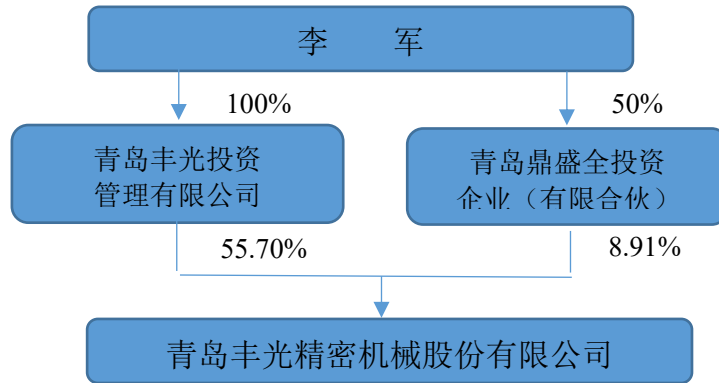 李 军
100%
50%
青岛丰光投资
管理有限公司
青岛鼎盛全投资
企业（有限合伙）
55.70%
8.91%
青岛丰光精密机械股份有限公司